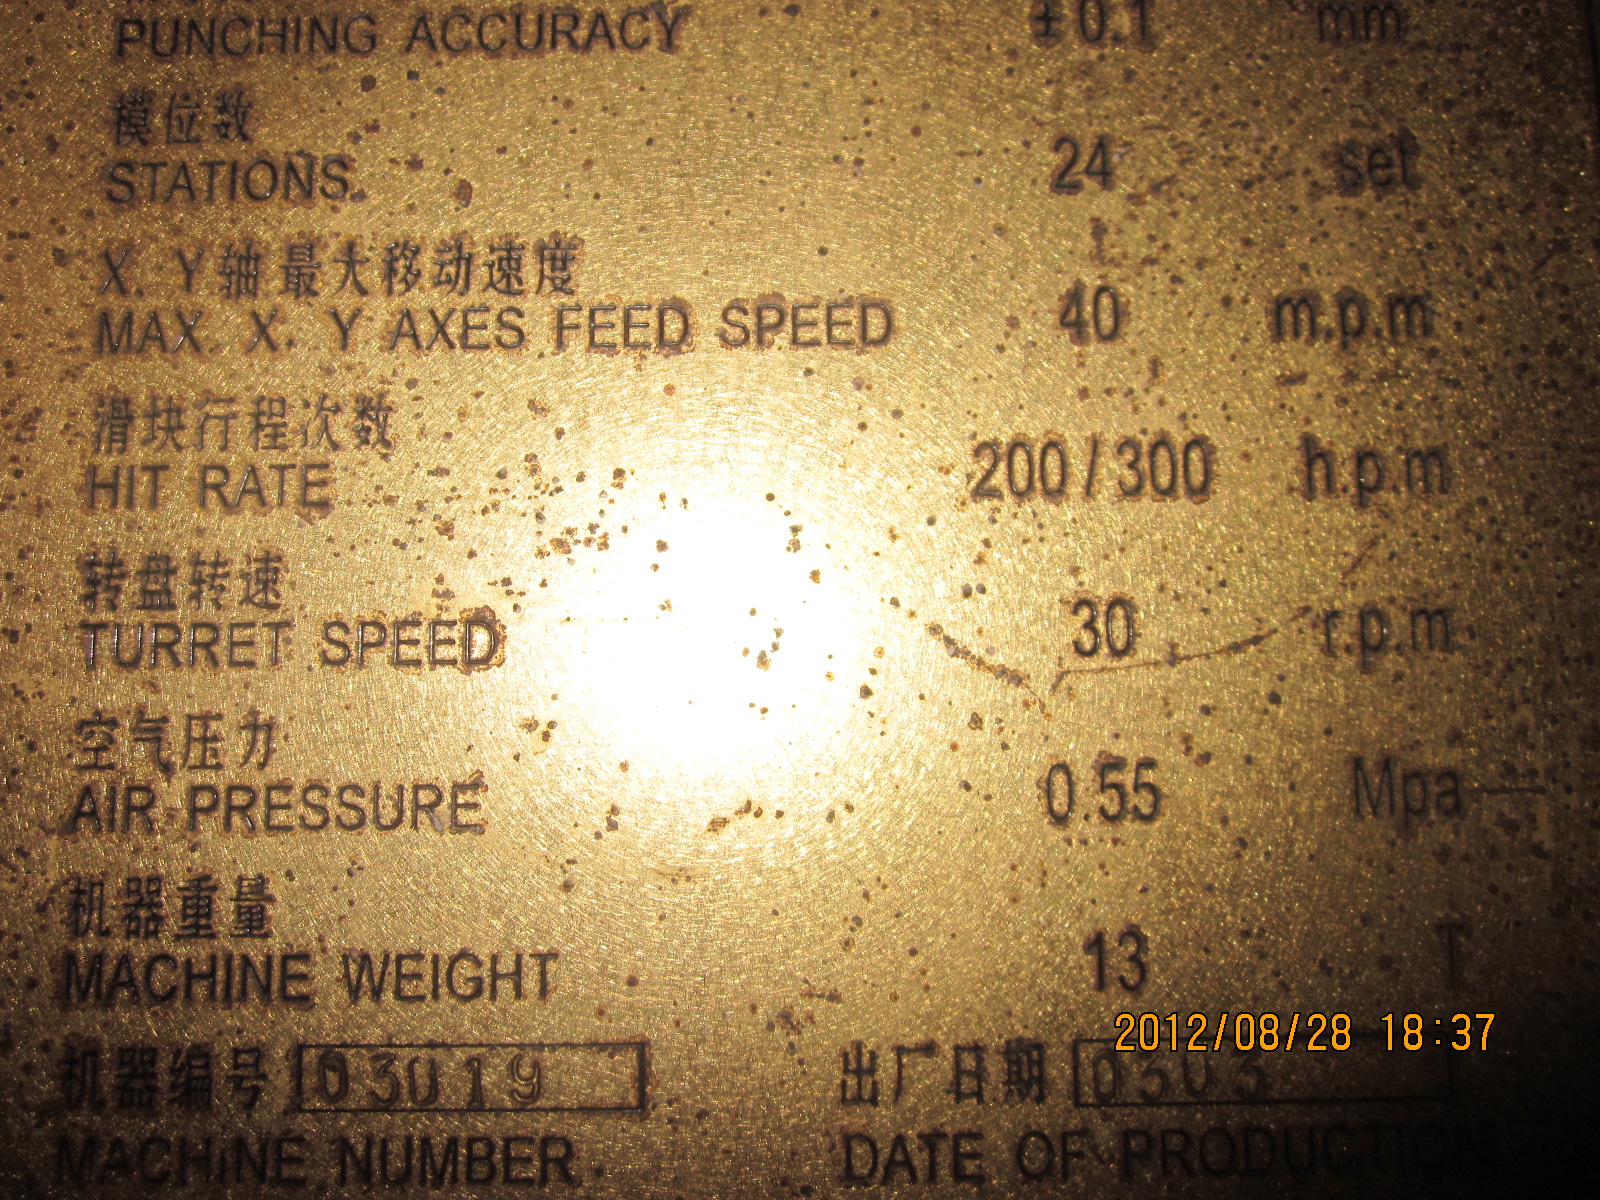 PUNCHING ACCURACY ±0.1 mm
模位数
STATIONS 24 set
X. Y轴最大移动速度
MAX. X. Y AXES FEED SPEED 40 m.p.m
滑块行程次数
HIT RATE 200/300 h.p.m
转盘转速
TURRET SPEED 30 r.p.m
空气压力
AIR PRESSURE 0.55 Mpa
机器重量
MACHINE WEIGHT 13 T
2012/08/28 18:37
机器编号 03019 出厂日期
MACHINE NUMBER DATE OF PRODUCTION